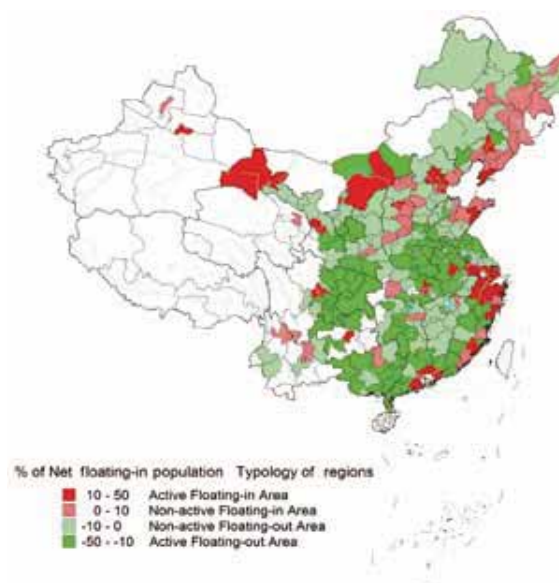 % of Net floating-in population Typology of regions
10 - 50 Active Floating-in Area
0 - 10 Non-active Floating-in Area
-10 - 0 Non-active Floating-out Area
-50 - -10 Active Floating-out Area